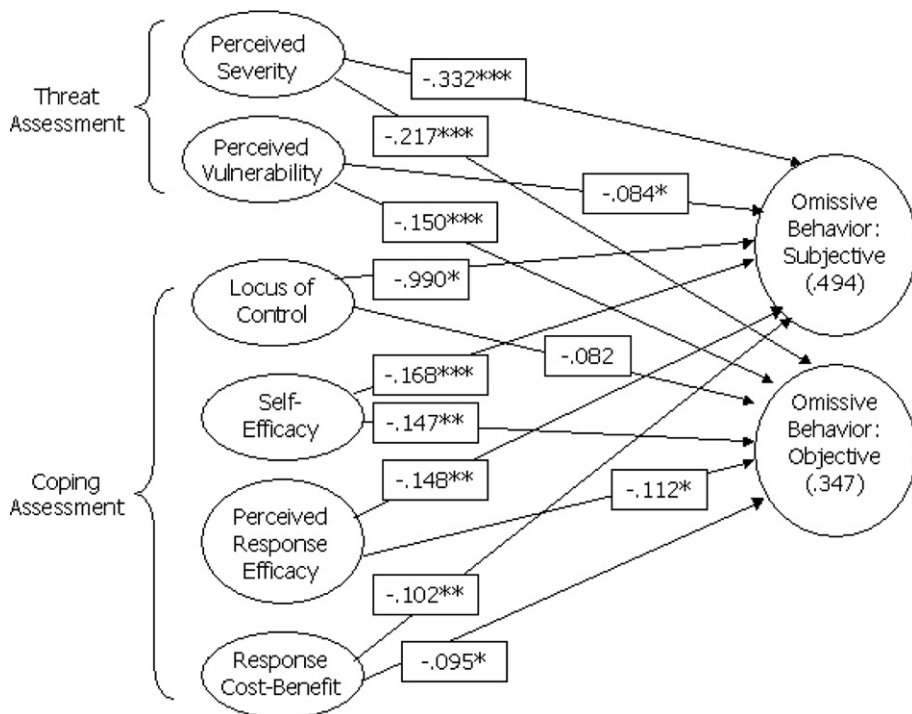 Threat
Assessment
Perceived
Severity
Perceived
Vulnerability
-.332***
-.217***
-.084*
-.150***
Coping
Assessment
Locus of
Control
Self-
Efficacy
Perceived
Response
Efficacy
Response
Cost-Benefit
-.990*
-.082
-.168***
-.147**
-.148**
-.112*
-.102**
-.095*
Omissive
Behavior:
Subjective
(.494)
Omissive
Behavior:
Objective
(.347)